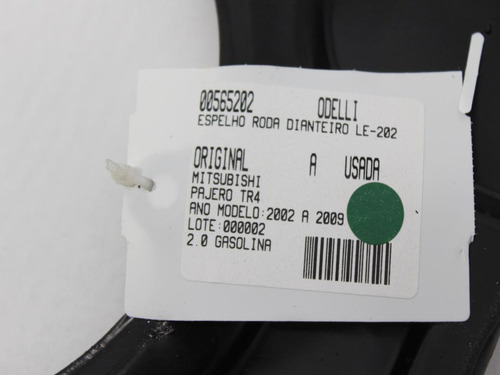 00565202 ODELLI
ESPELHO RODA DIANTEIRO LE-202
ORIGINAL A USADA
MITSUBISHI
PAJERO TR4
ANO MODELO:2002 A 2009
LOTE:000002
2.0 GASOLINA